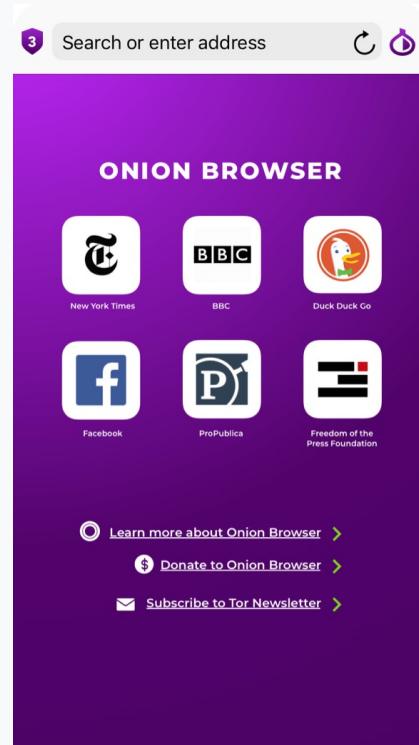 3
Search or enter address
ONION BROWSER
T
BBC
New York Times
BBC
Duck Duck Go
f
P
Facebook
ProPublica
Freedom of the
Press Foundation
Learn more about Onion Browser
$
Donate to Onion Browser
Subscribe to Tor Newsletter